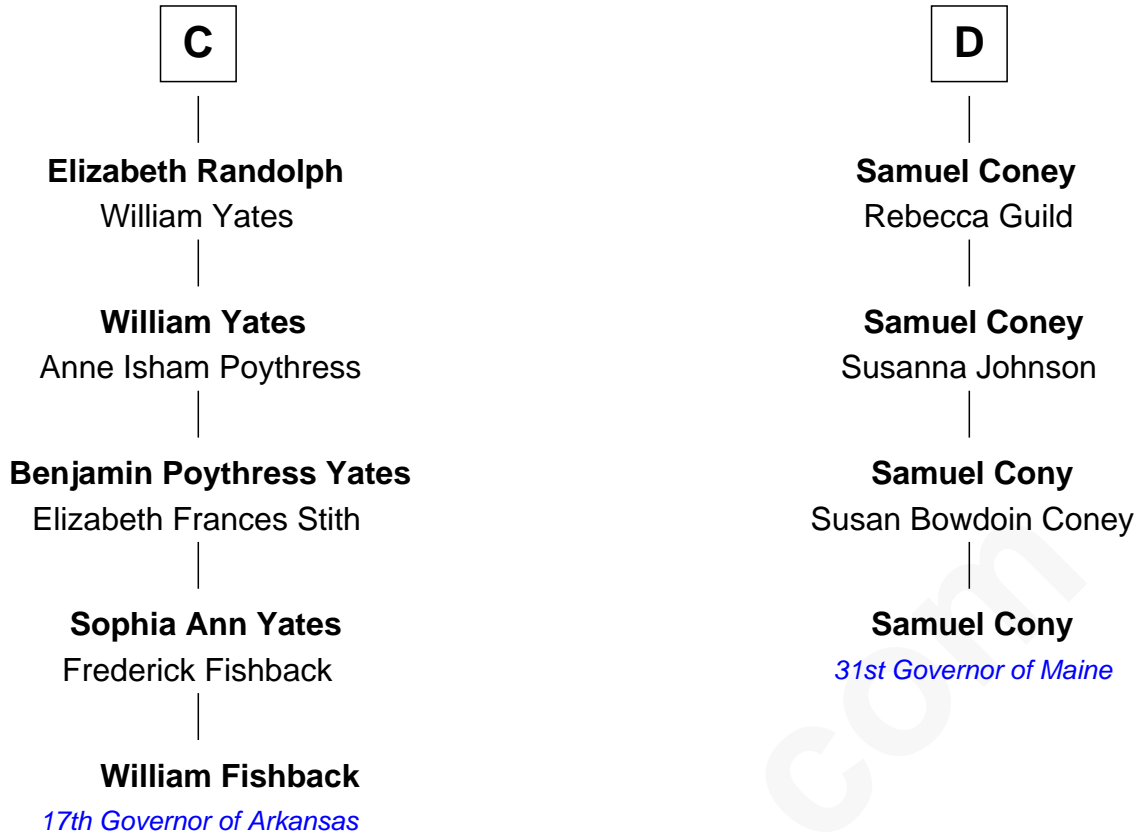 C
Elizabeth Randolph
William Yates
William Yates
Anne Isham Poythress
Benjamin Poythress Yates
Elizabeth Frances Stith
Sophia Ann Yates
Frederick Fishback
William Fishback
17th Governor of Arkansas
D
Samuel Coney
Rebecca Guild
Samuel Coney
Susanna Johnson
Samuel Cony
Susan Bowdoin Coney
Samuel Cony
31st Governor of Maine
com